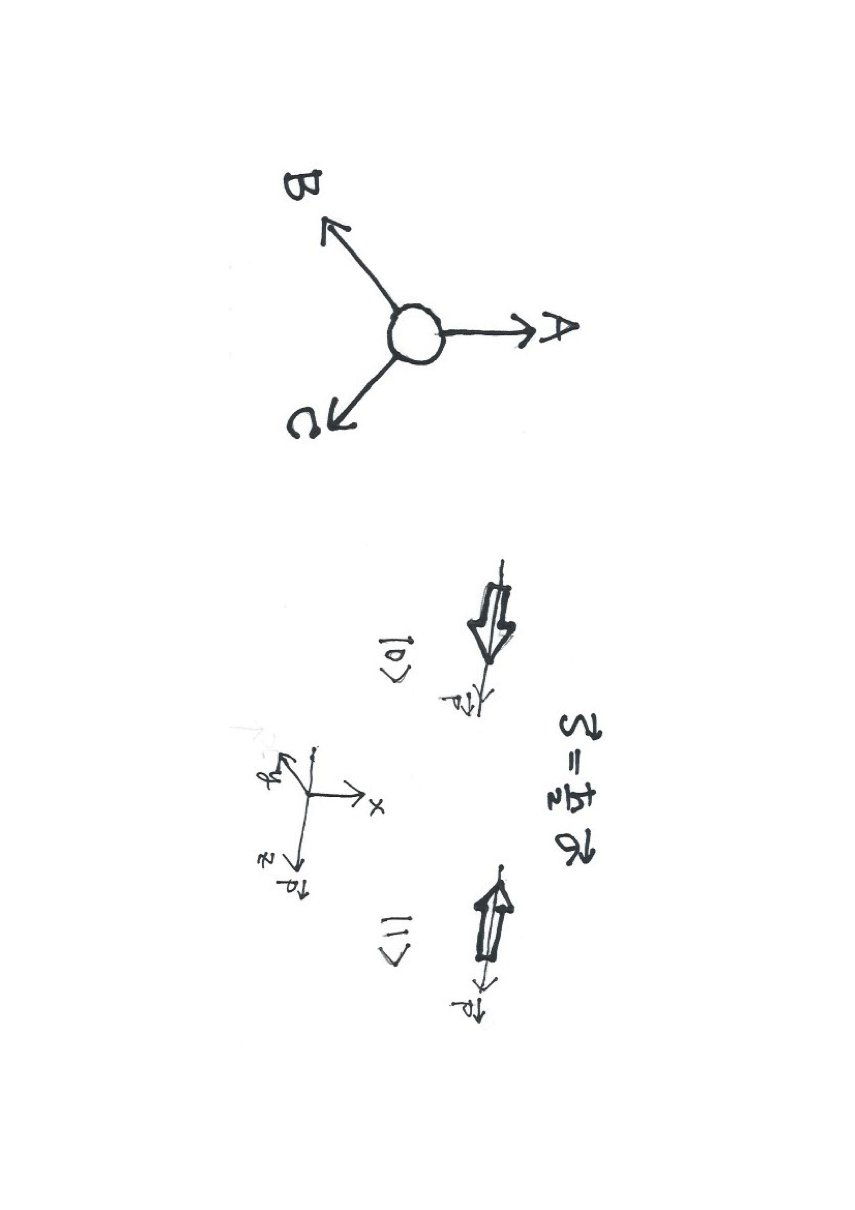 A
B
C
S⃗ = ħ/2 σ⃗
p⃗
p⃗
|0⟩
|1⟩
x
y
z
p⃗